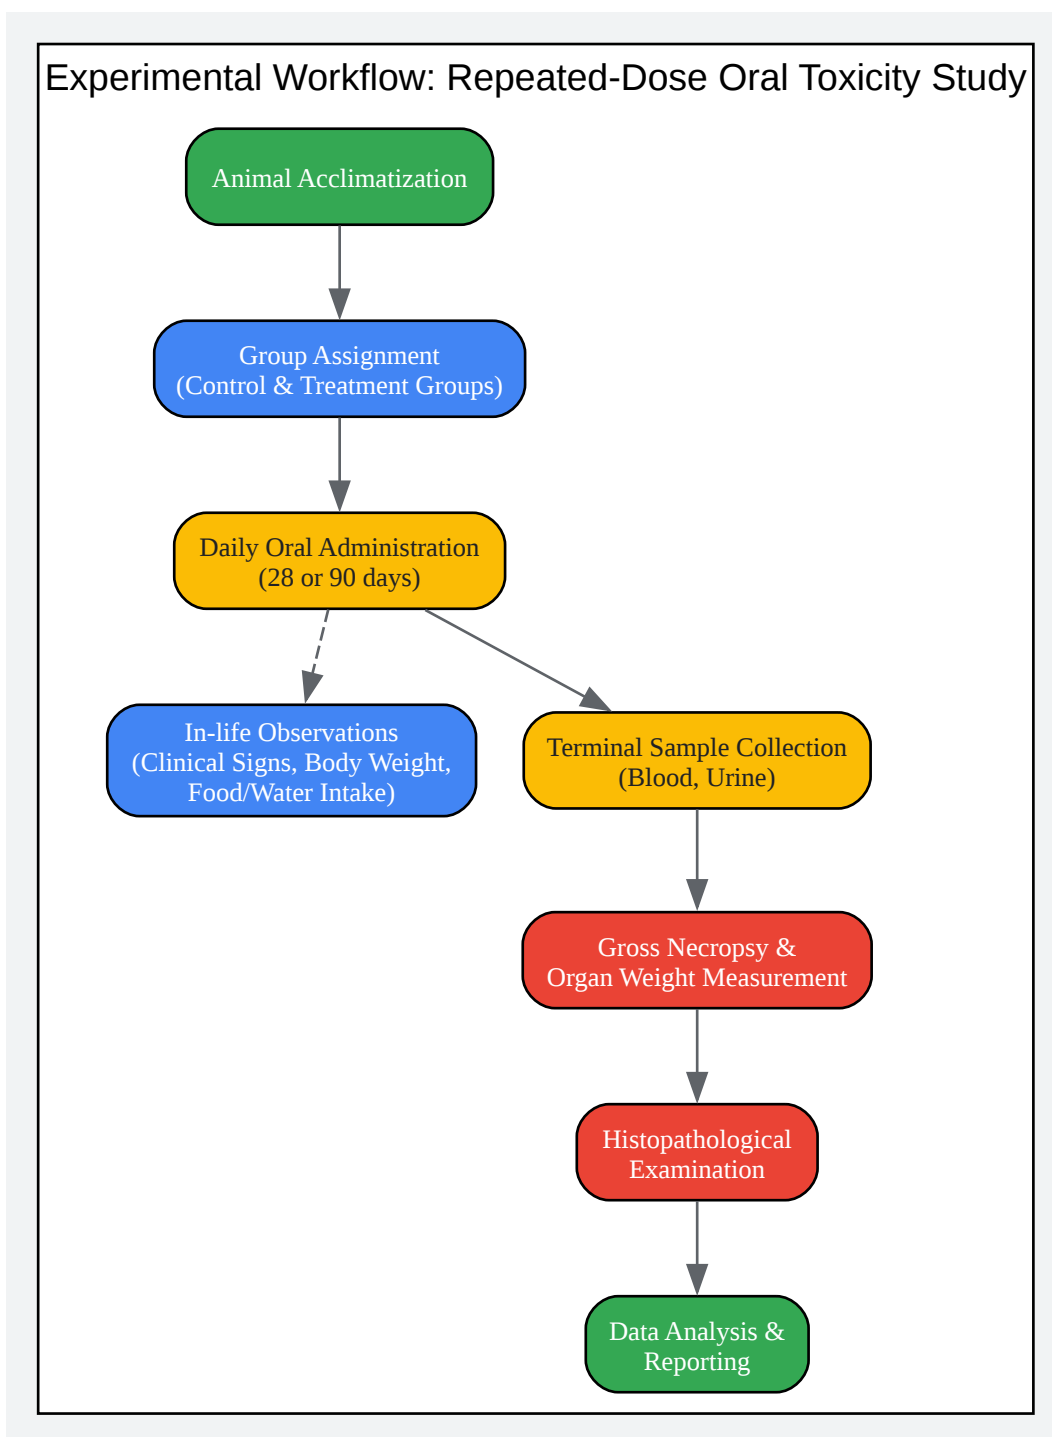 Experimental Workflow: Repeated-Dose Oral Toxicity Study
Animal Acclimatization
Group Assignment
(Control & Treatment Groups)
Daily Oral Administration
(28 or 90 days)
In-life Observations
(Clinical Signs, Body Weight,
Food/Water Intake)
Terminal Sample Collection
(Blood, Urine)
Gross Necropsy &
Organ Weight Measurement
Histopathological
Examination
Data Analysis &
Reporting